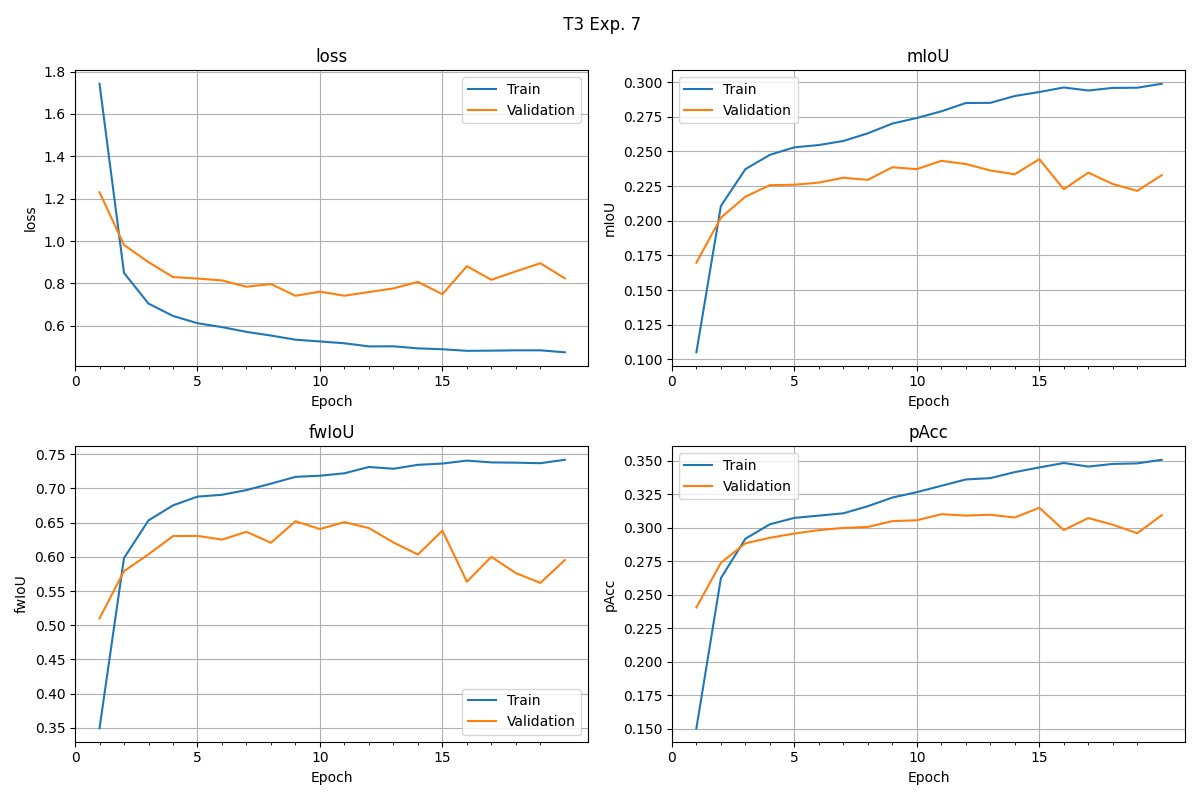 T3 Exp. 7
loss
1.8
1.6
1.4
1.2
1.0
0.8
0.6
loss
Train
Validation
0
5
10
15
Epoch
mIoU
0.300
0.275
0.250
0.225
0.200
0.175
0.150
0.125
0.100
mIoU
Train
Validation
0
5
10
15
Epoch
fwIoU
0.75
0.70
0.65
0.60
0.55
0.50
0.45
0.40
0.35
fwIoU
Train
Validation
0
5
10
15
Epoch
pAcc
0.350
0.325
0.300
0.275
0.250
0.225
0.200
0.175
0.150
pAcc
Train
Validation
0
5
10
15
Epoch